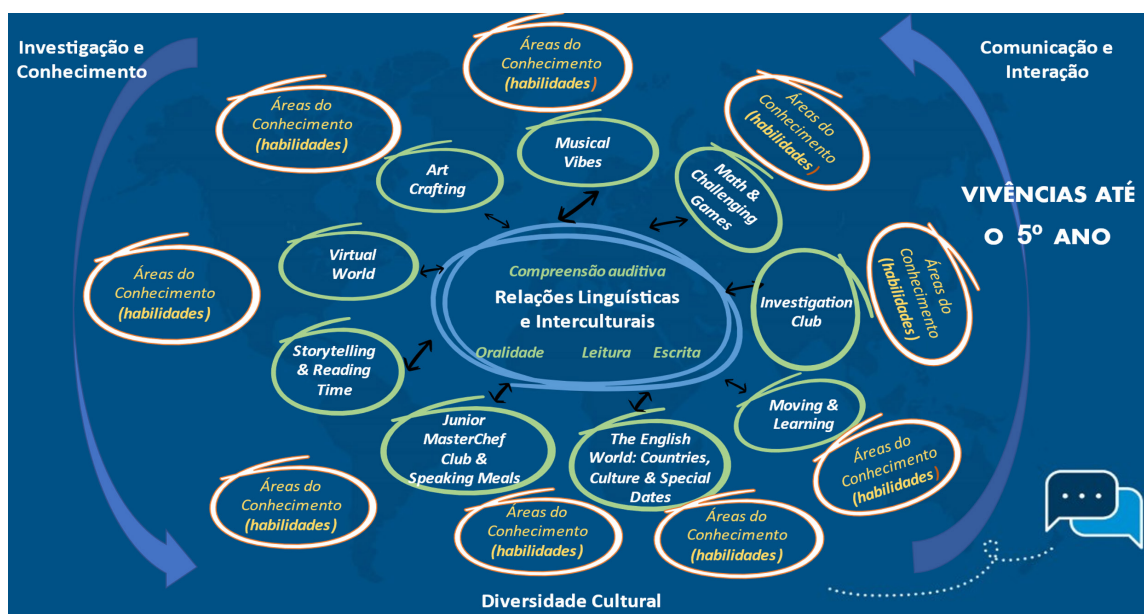 Investigação e
Conhecimento
Comunicação e
Interação
Áreas do
Conhecimento
(habilidades)
Áreas do
Conhecimento
(habilidades)
Áreas do
Conhecimento
(habilidades)
Musical
Vibes
Art
Crafting
Math &
Challenging
Games
VIVÊNCIAS ATÉ
O 5º ANO
Virtual
World
Áreas do
Conhecimento
(habilidades)
Áreas do
Conhecimento
(habilidades)
Compreensão auditiva
Relações Linguísticas
e Interculturais
Oralidade Leitura Escrita
Investigation
Club
Storytelling
& Reading
Time
Moving &
Learning
Junior
MasterChef
Club &
Speaking Meals
The English
World: Countries,
Culture & Special
Dates
Áreas do
Conhecimento
(habilidades)
Áreas do
Conhecimento
(habilidades)
Áreas do
Conhecimento
(habilidades)
Áreas do
Conhecimento
(habilidades)
Diversidade Cultural